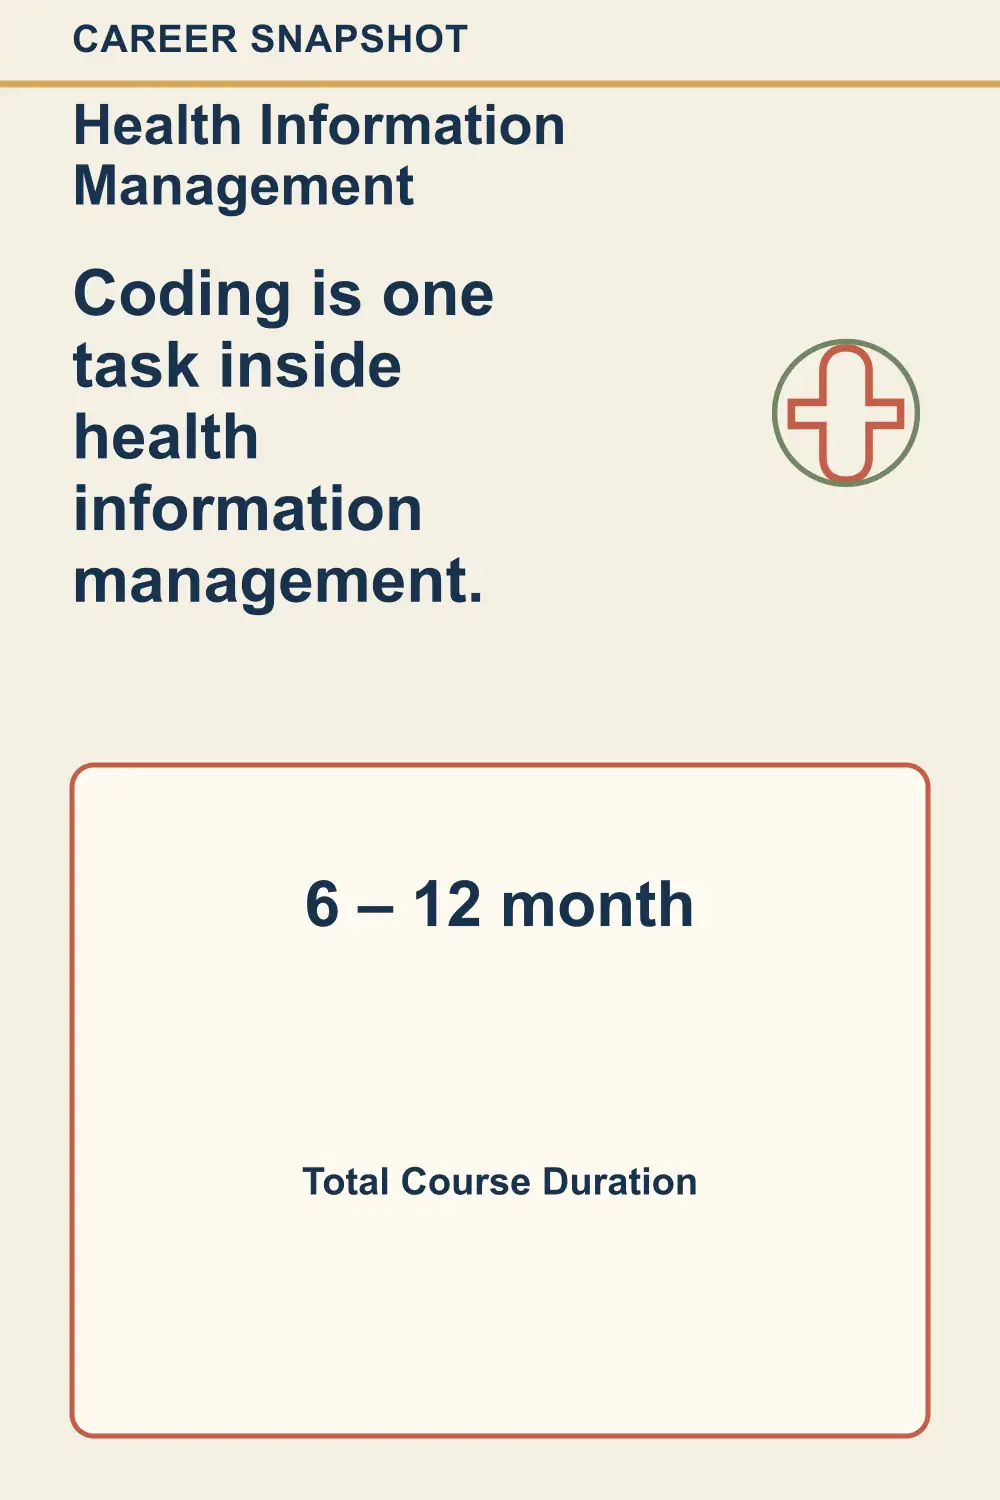 CAREER SNAPSHOT
Health Information
Management
Coding is one
task inside
health
information
management.
6 – 12 month
Total Course Duration